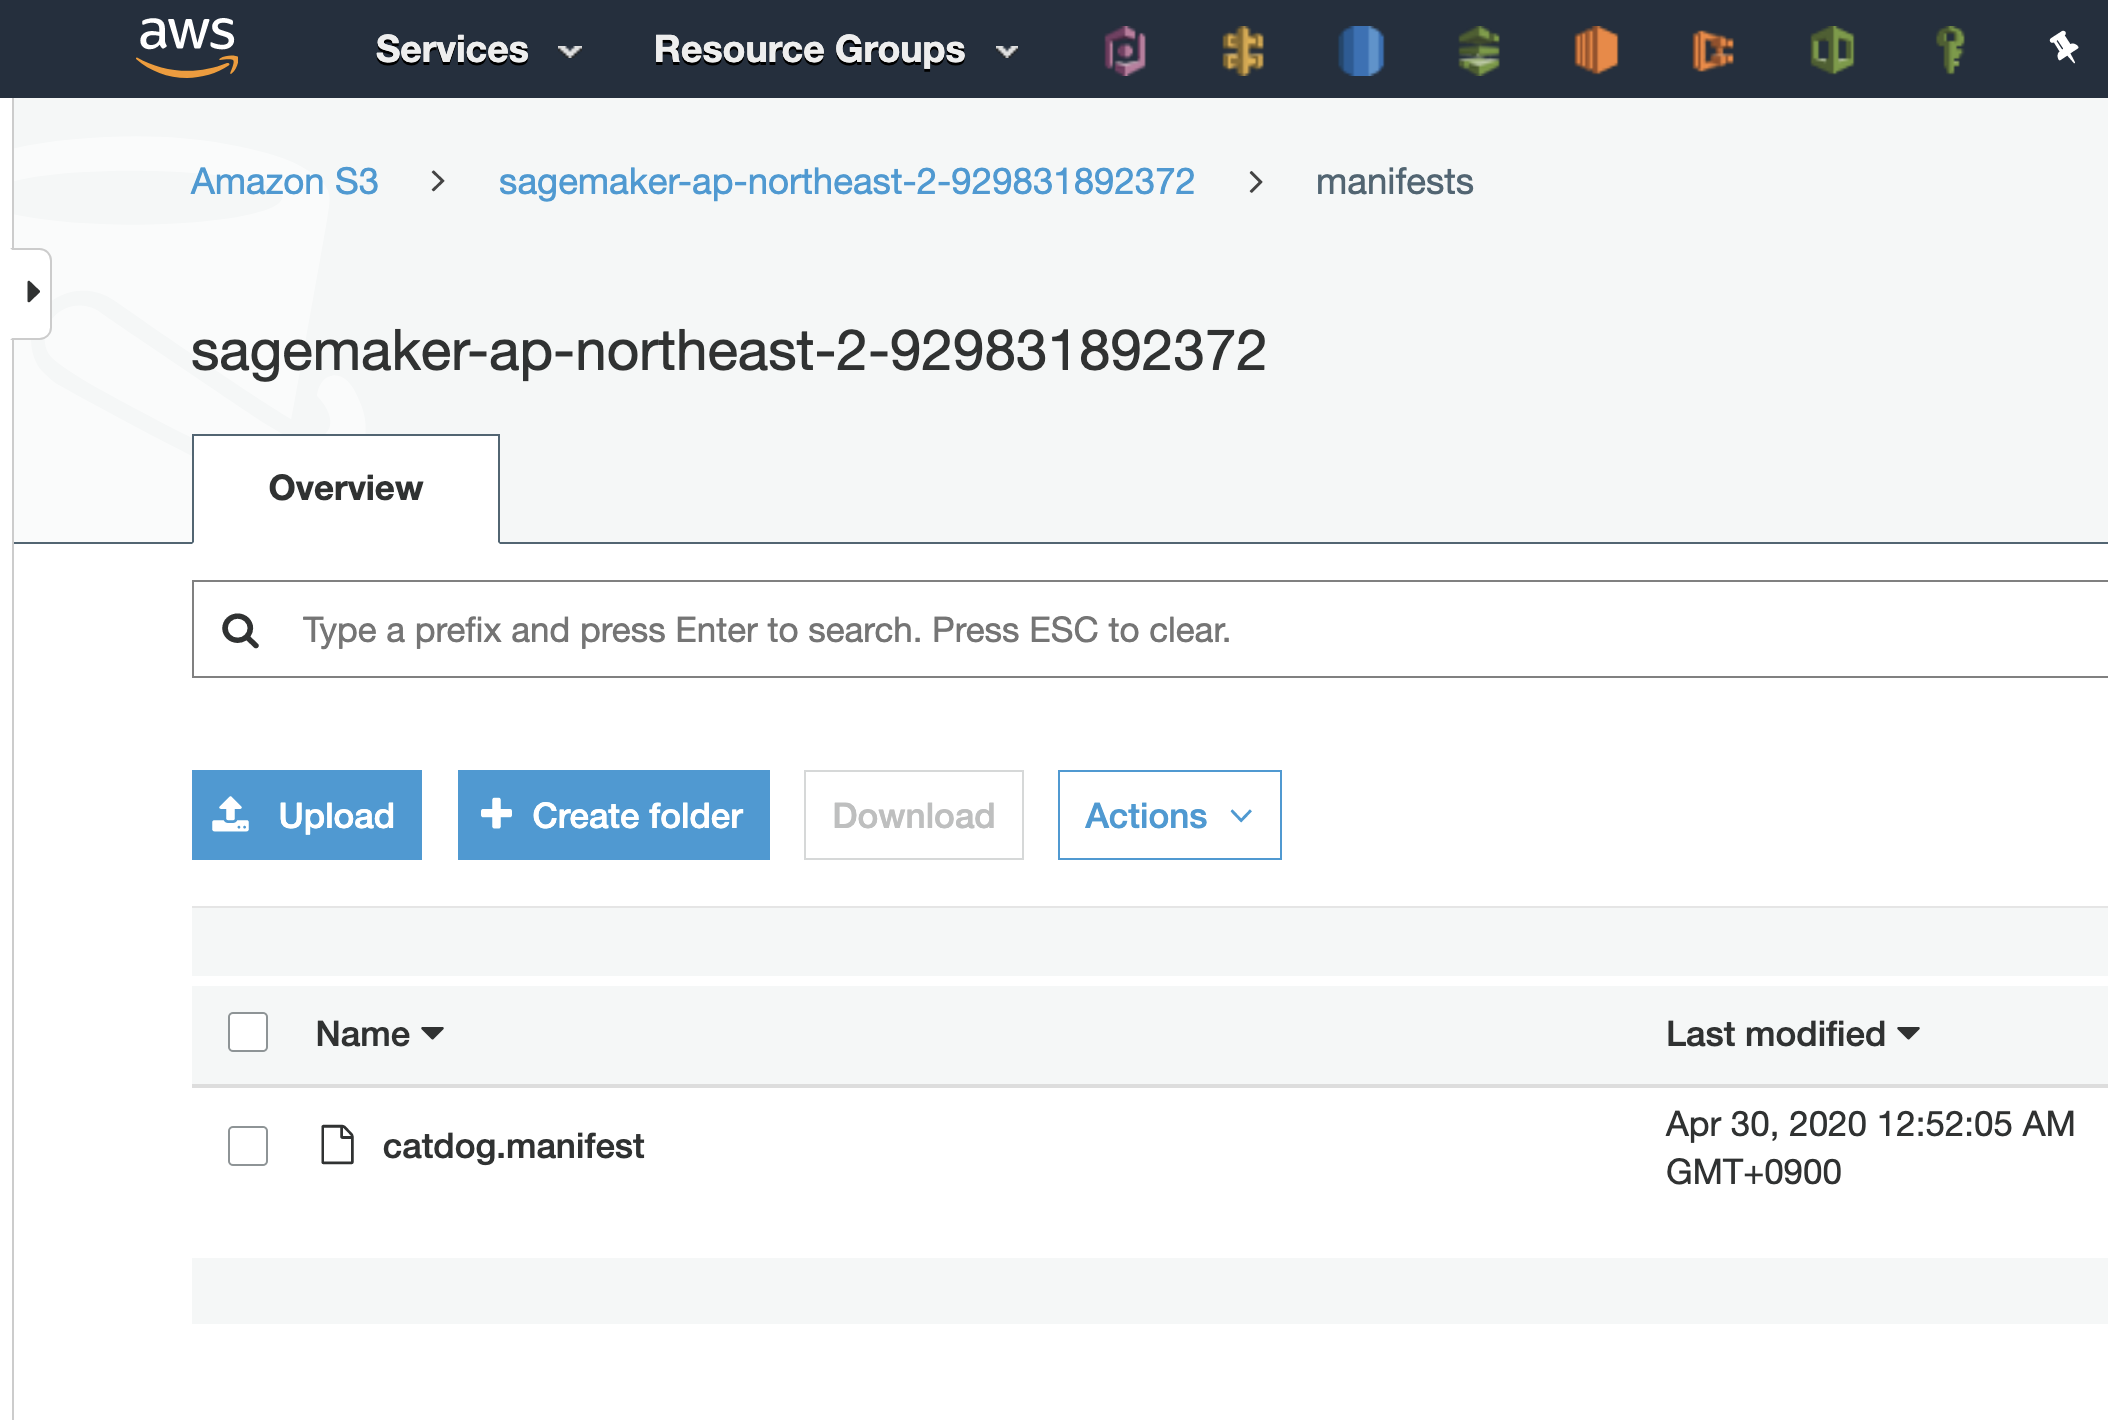 aws Services Resource Groups
Amazon S3 > sagemaker-ap-northeast-2-929831892372 > manifests
sagemaker-ap-northeast-2-929831892372
Overview
Type a prefix and press Enter to search. Press ESC to clear.
Upload Create folder Download Actions
Name Last modified
catdog.manifest Apr 30, 2020 12:52:05 AM
GMT+0900